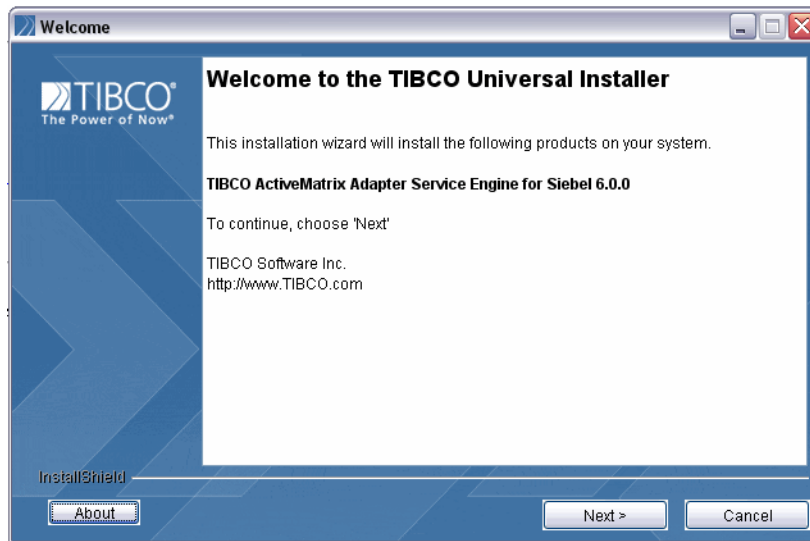 Welcome
TIBCO®
The Power of Now®
Welcome to the TIBCO Universal Installer
This installation wizard will install the following products on your system.
TIBCO ActiveMatrix Adapter Service Engine for Siebel 6.0.0
To continue, choose 'Next'
TIBCO Software Inc.
http://www.TIBCO.com
InstallShield
About
Next >
Cancel